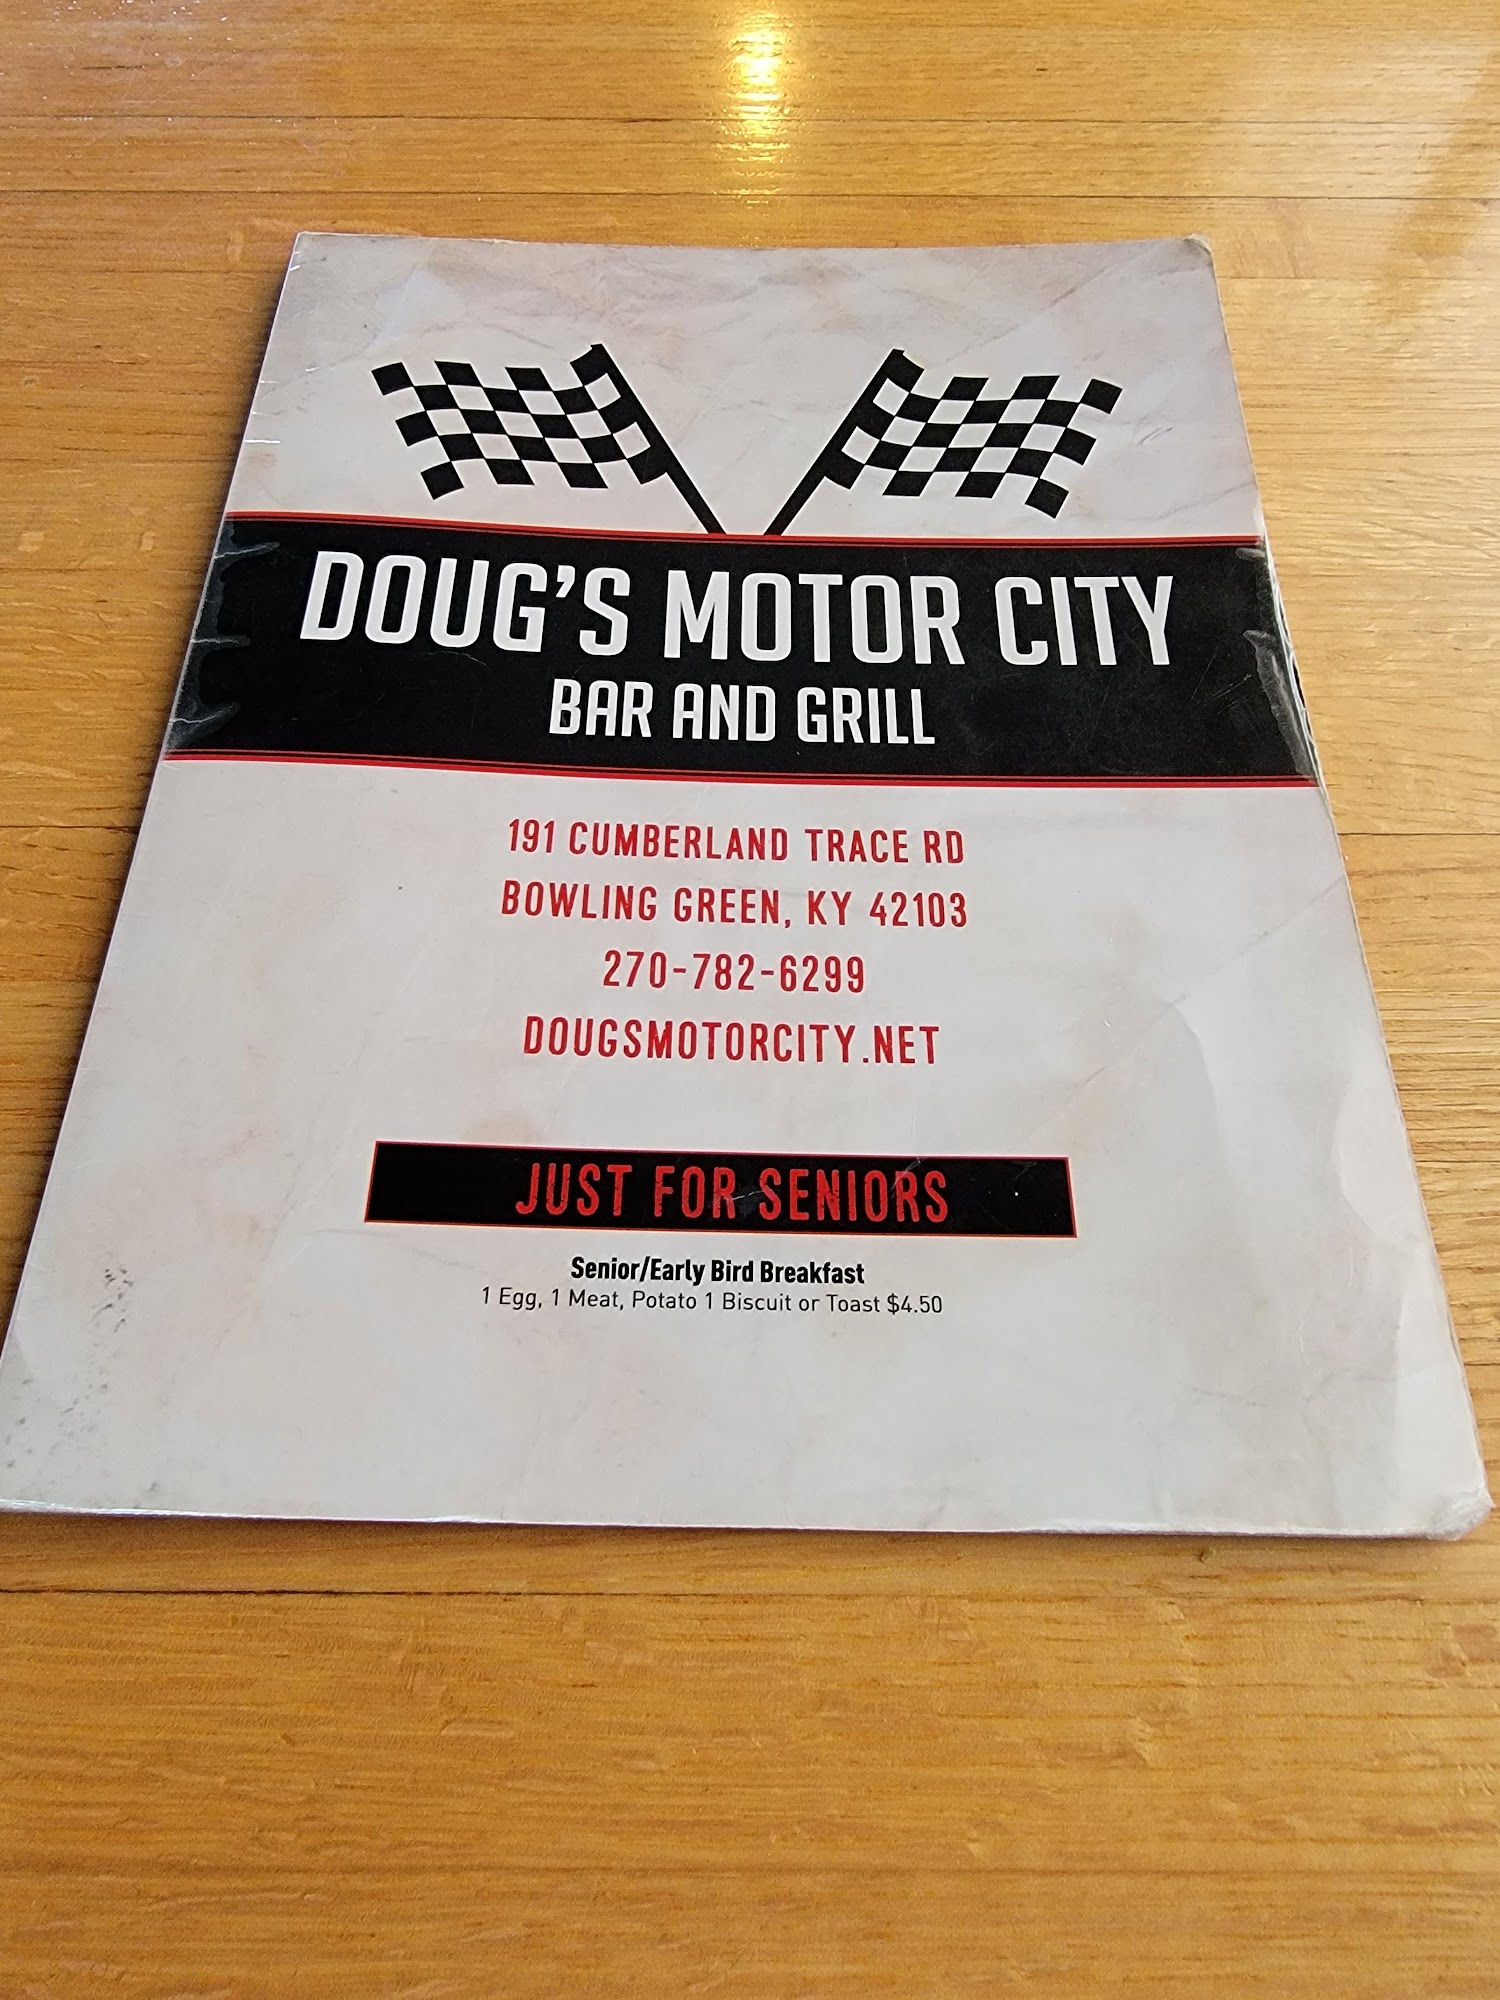 DOUG'S MOTOR CITY
BAR AND GRILL
191 CUMBERLAND TRACE RD
BOWLING GREEN, KY 42103
270-782-6299
DOUGSMOTORCITY.NET
JUST FOR SENIORS
Senior/Early Bird Breakfast
1 Egg, 1 Meat, Potato 1 Biscuit or Toast $4.50